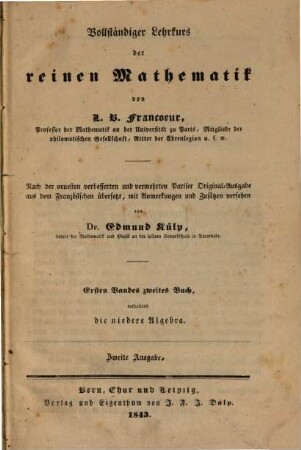 Vollständiger Lehrkurs
der
reinen Mathematik
von
L. B. Francoeur,
Professor der Mathematik an der Universität zu Paris, Mitgliede der
philomatischen Gesellschaft, Ritter der Ehrenlegion u. s. w.
Nach der neuesten verbesserten und vermehrten Pariser Original-Ausgabe
aus dem Französischen übersetzt, mit Anmerkungen und Zusätzen versehen
von
Dr. Edmund Külp,
Lehrer der Mathematik und Physik an der höhern Gewerbschule in Darmstadt.
Ersten Bandes zweites Buch,
enthaltend
die niedere Algebra.
Zweite Ausgabe.
Bern, Chur und Leipzig,
Verlag und Eigenthum von J. F. J. Dalp.
1843.